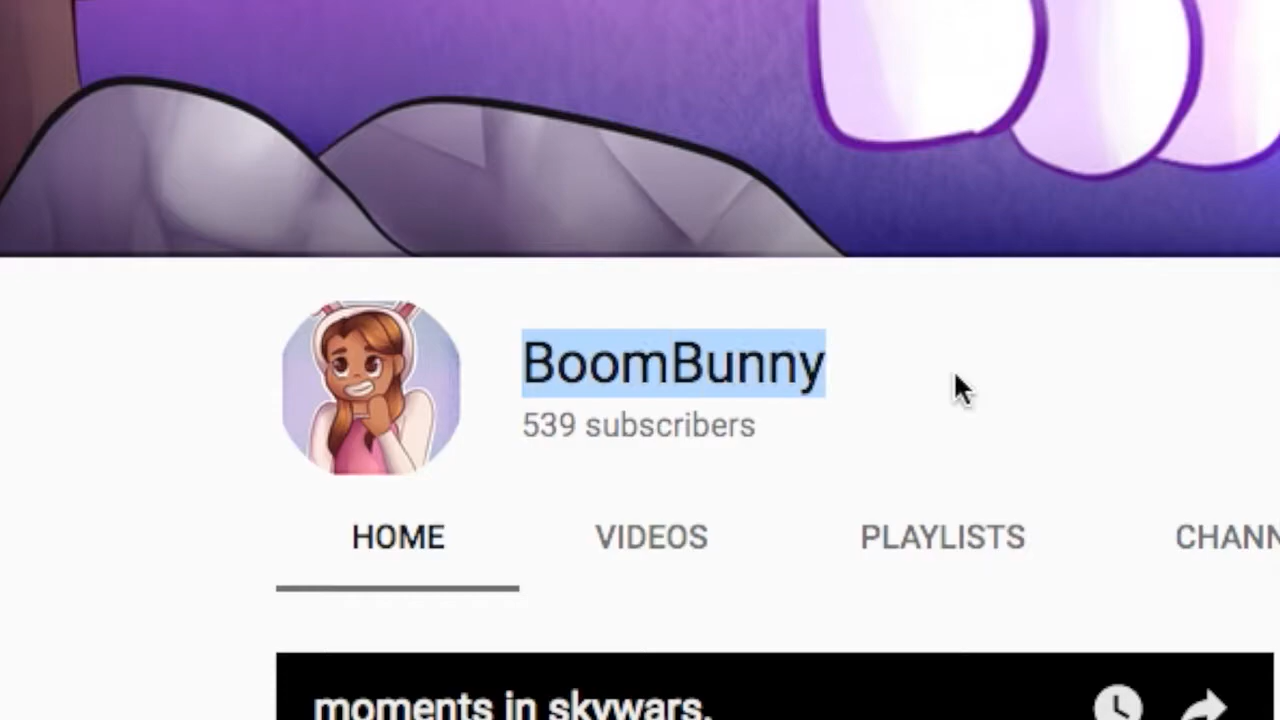 BoomBunny
539 subscribers
HOME VIDEOS PLAYLISTS CHANN
moments in skywars.